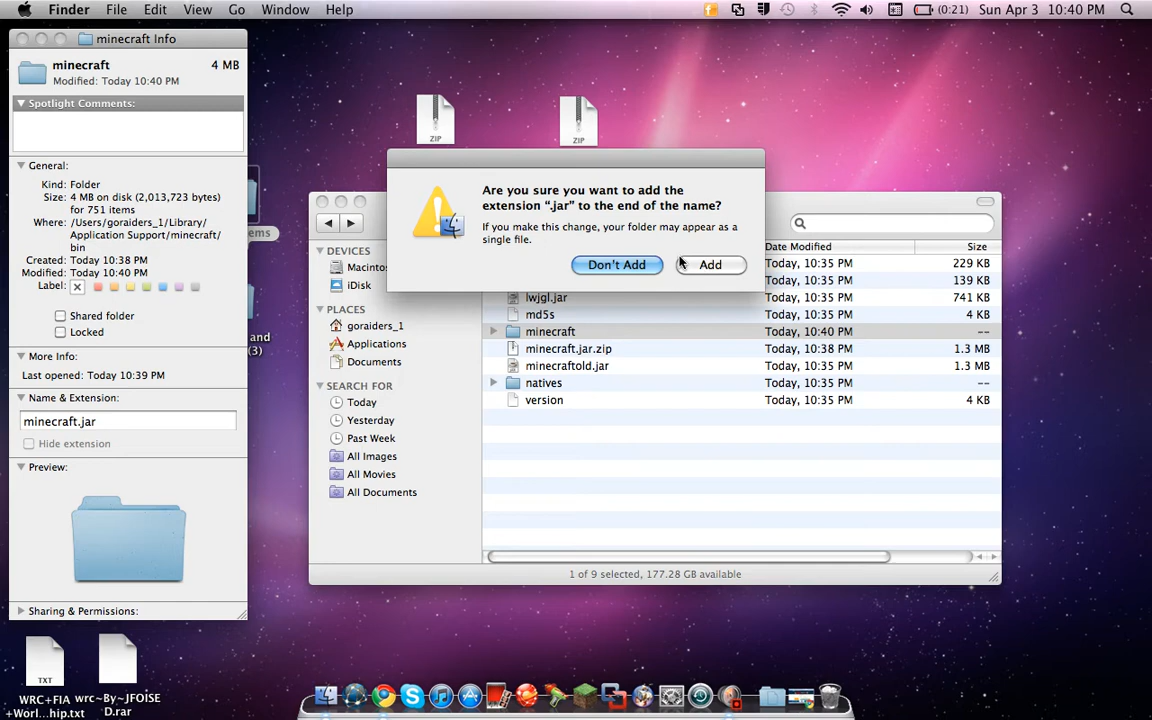 Finder File Edit View Go Window Help
(0:21) Sun Apr 3 10:40 PM
minecraft Info
minecraft 4 MB
Modified: Today 10:40 PM
Spotlight Comments:
General:
Kind: Folder
Size: 4 MB on disk (2,013,723 bytes)
for 751 items
Where: /Users/goraiders_1/Library/
Application Support/minecraft/
bin
Created: Today 10:38 PM
Modified: Today 10:40 PM
Label:
Shared folder
Locked
More Info:
Last opened: Today 10:39 PM
Name & Extension:
minecraft.jar
Hide extension
Preview:
Sharing & Permissions:
ZIP
ZIP
Are you sure you want to add the
extension “.jar” to the end of the name?
If you make this change, your folder may appear as a
single file.
Don't Add Add
ems
and
(3)
DEVICES
Macintos
iDisk
PLACES
goraiders_1
Applications
Documents
SEARCH FOR
Today
Yesterday
Past Week
All Images
All Movies
All Documents
Date Modified Size
Today, 10:35 PM 229 KB
Today, 10:35 PM 139 KB
lwjgl.jar Today, 10:35 PM 741 KB
md5s Today, 10:35 PM 4 KB
minecraft Today, 10:40 PM --
minecraft.jar.zip Today, 10:38 PM 1.3 MB
minecraftold.jar Today, 10:35 PM 1.3 MB
natives Today, 10:35 PM --
version Today, 10:35 PM 4 KB
1 of 9 selected, 177.28 GB available
TXT
WRC+FIA
+Worl...hip.txt
wrc~By~JFOİSE
D.rar